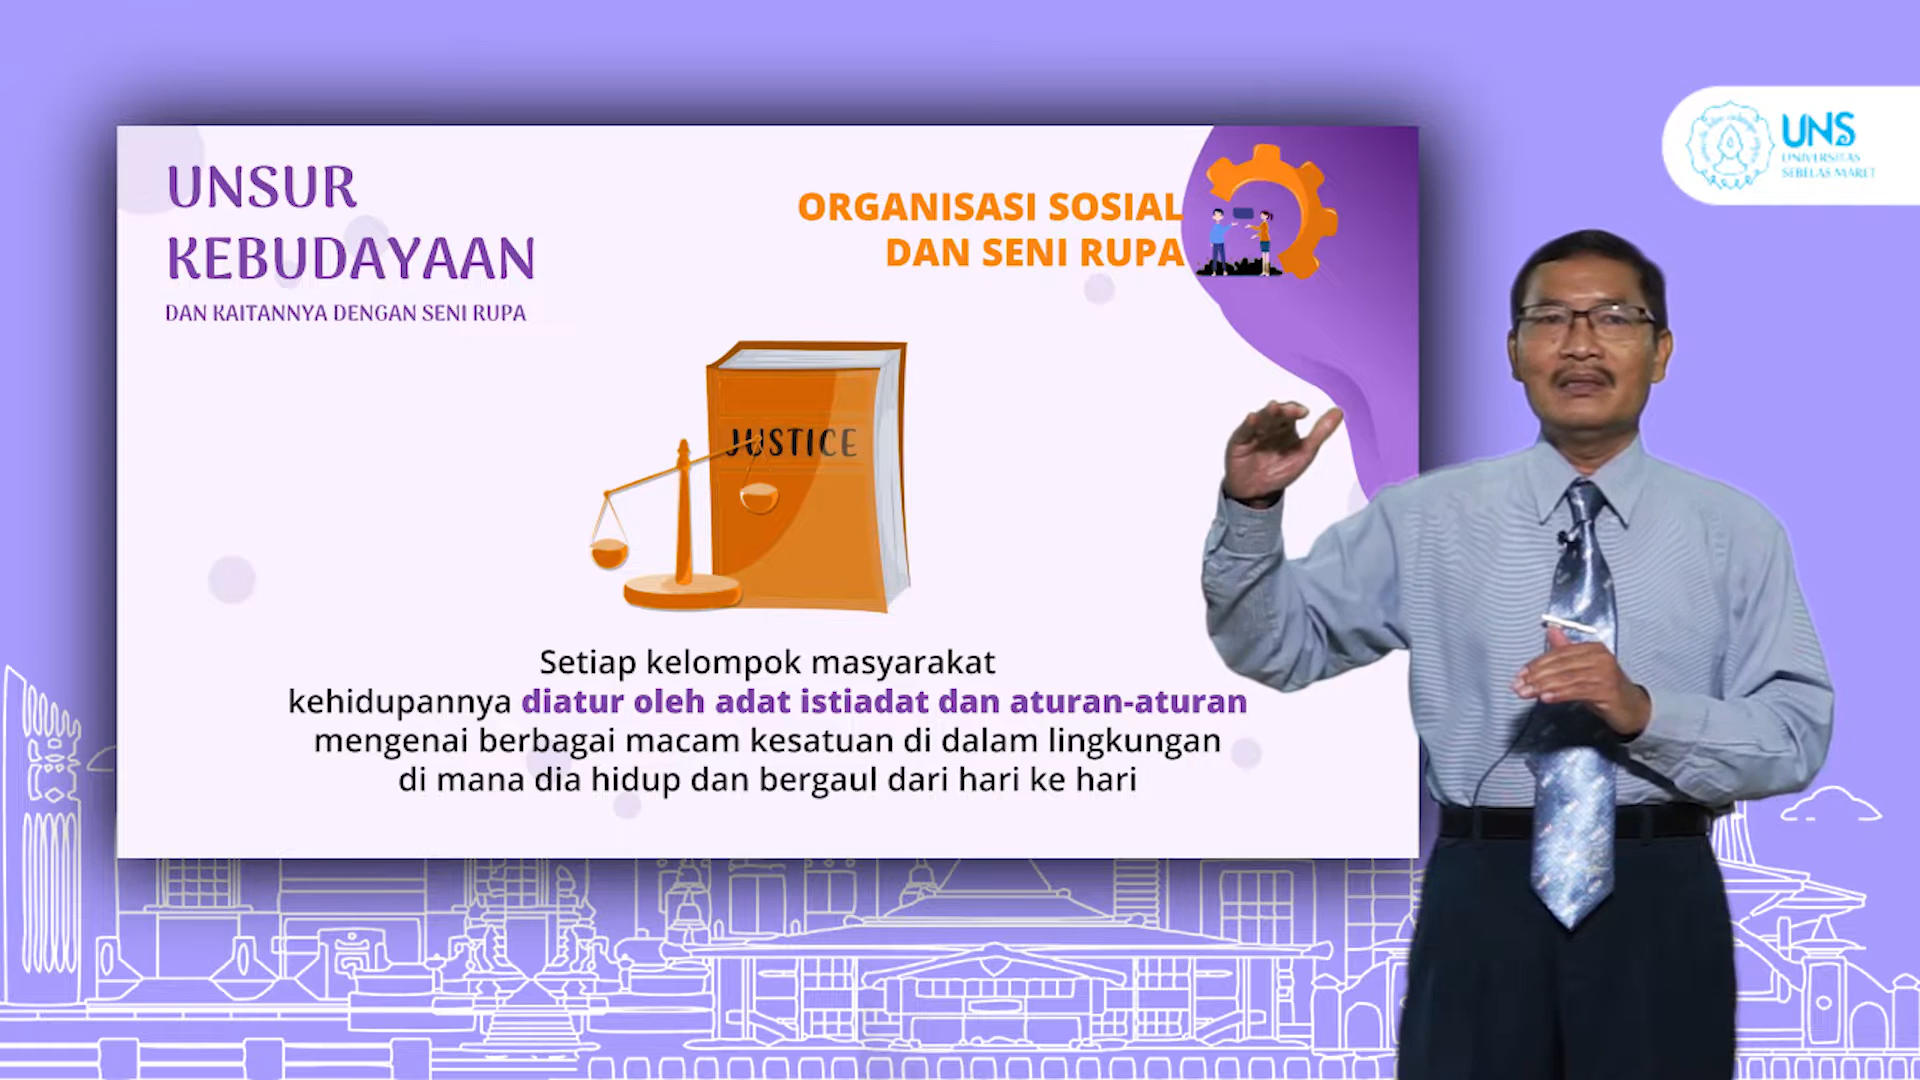 UNSUR
KEBUDAYAAN
DAN KAITANNYA DENGAN SENI RUPA
ORGANISASI SOSIAL
DAN SENI RUPA
JUSTICE
Setiap kelompok masyarakat
kehidupannya diatur oleh adat istiadat dan aturan-aturan
mengenai berbagai macam kesatuan di dalam lingkungan
di mana dia hidup dan bergaul dari hari ke hari
UNS
UNIVERSITAS
SEBELAS MARET